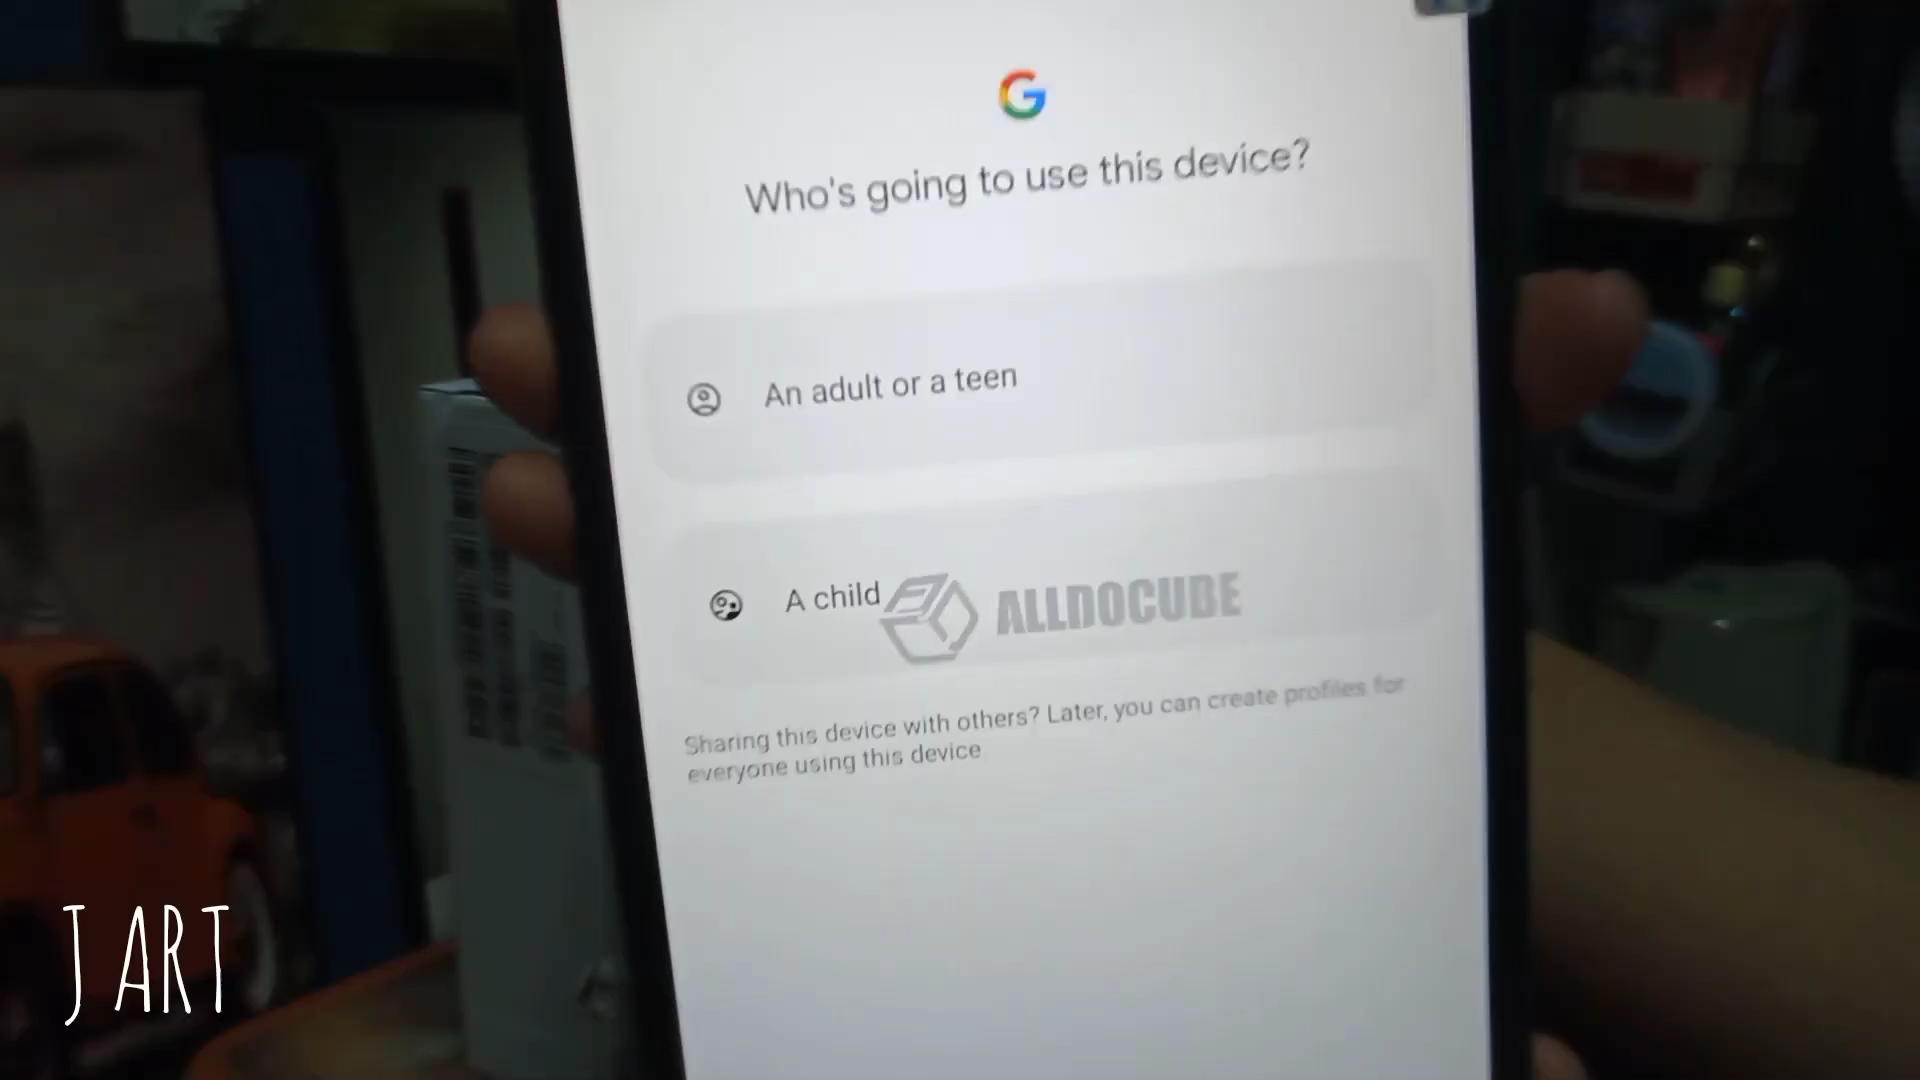 G
Who's going to use this device?
An adult or a teen
A child
ALLDOCUBE
Sharing this device with others? Later, you can create profiles for
everyone using this device
J ART